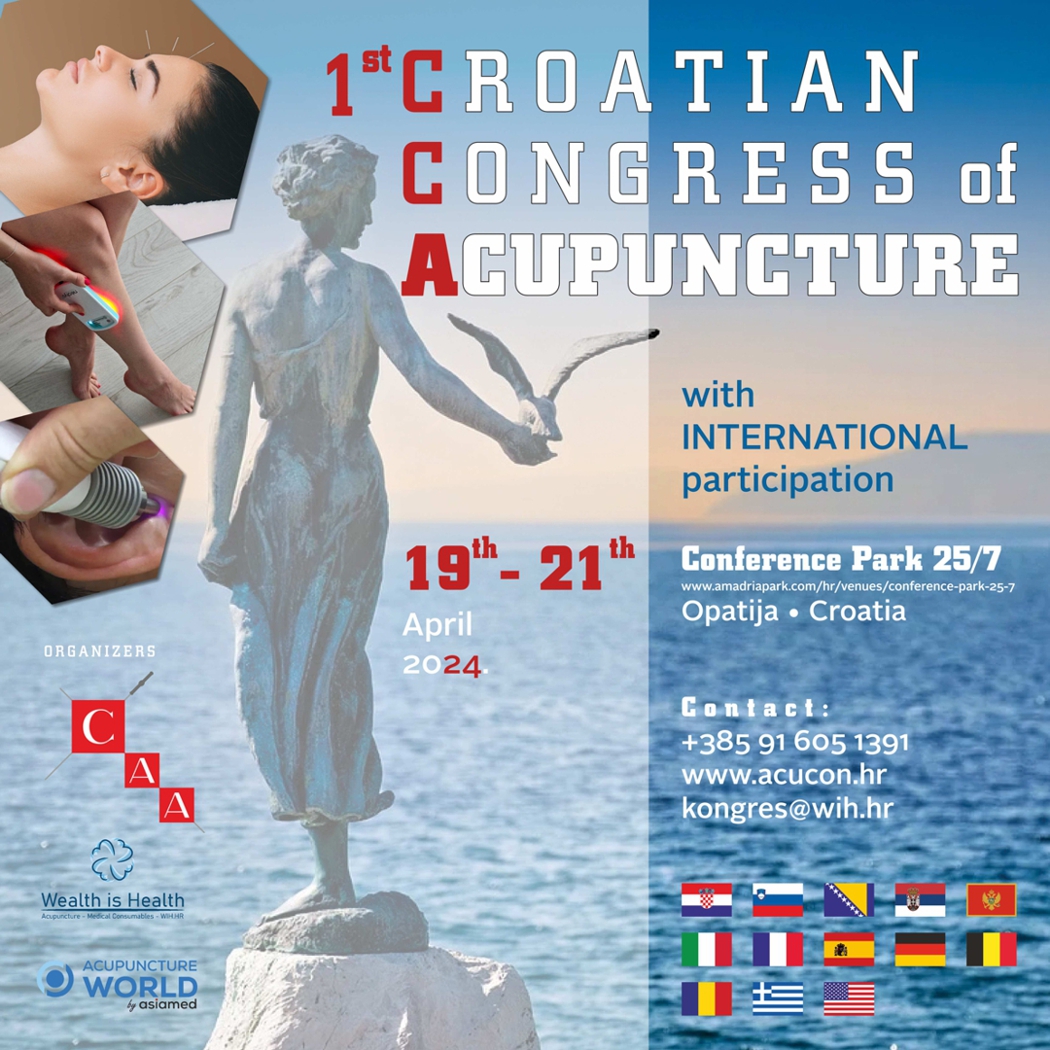 1st CROATIAN
CONGRESS of
ACUPUNCTURE
with
INTERNATIONAL
participation
19th - 21th
April
2024.
Conference Park 25/7
www.amadriapark.com/hr/venues/conference-park-25-7
Opatija • Croatia
Contact:
+385 91 605 1391
www.acucon.hr
kongres@wih.hr
ORGANIZERS
C
A
A
Wealth is Health
Acupuncture - Medical Consumables - WIH.HR
ACUPUNCTURE
WORLD
by asiamed